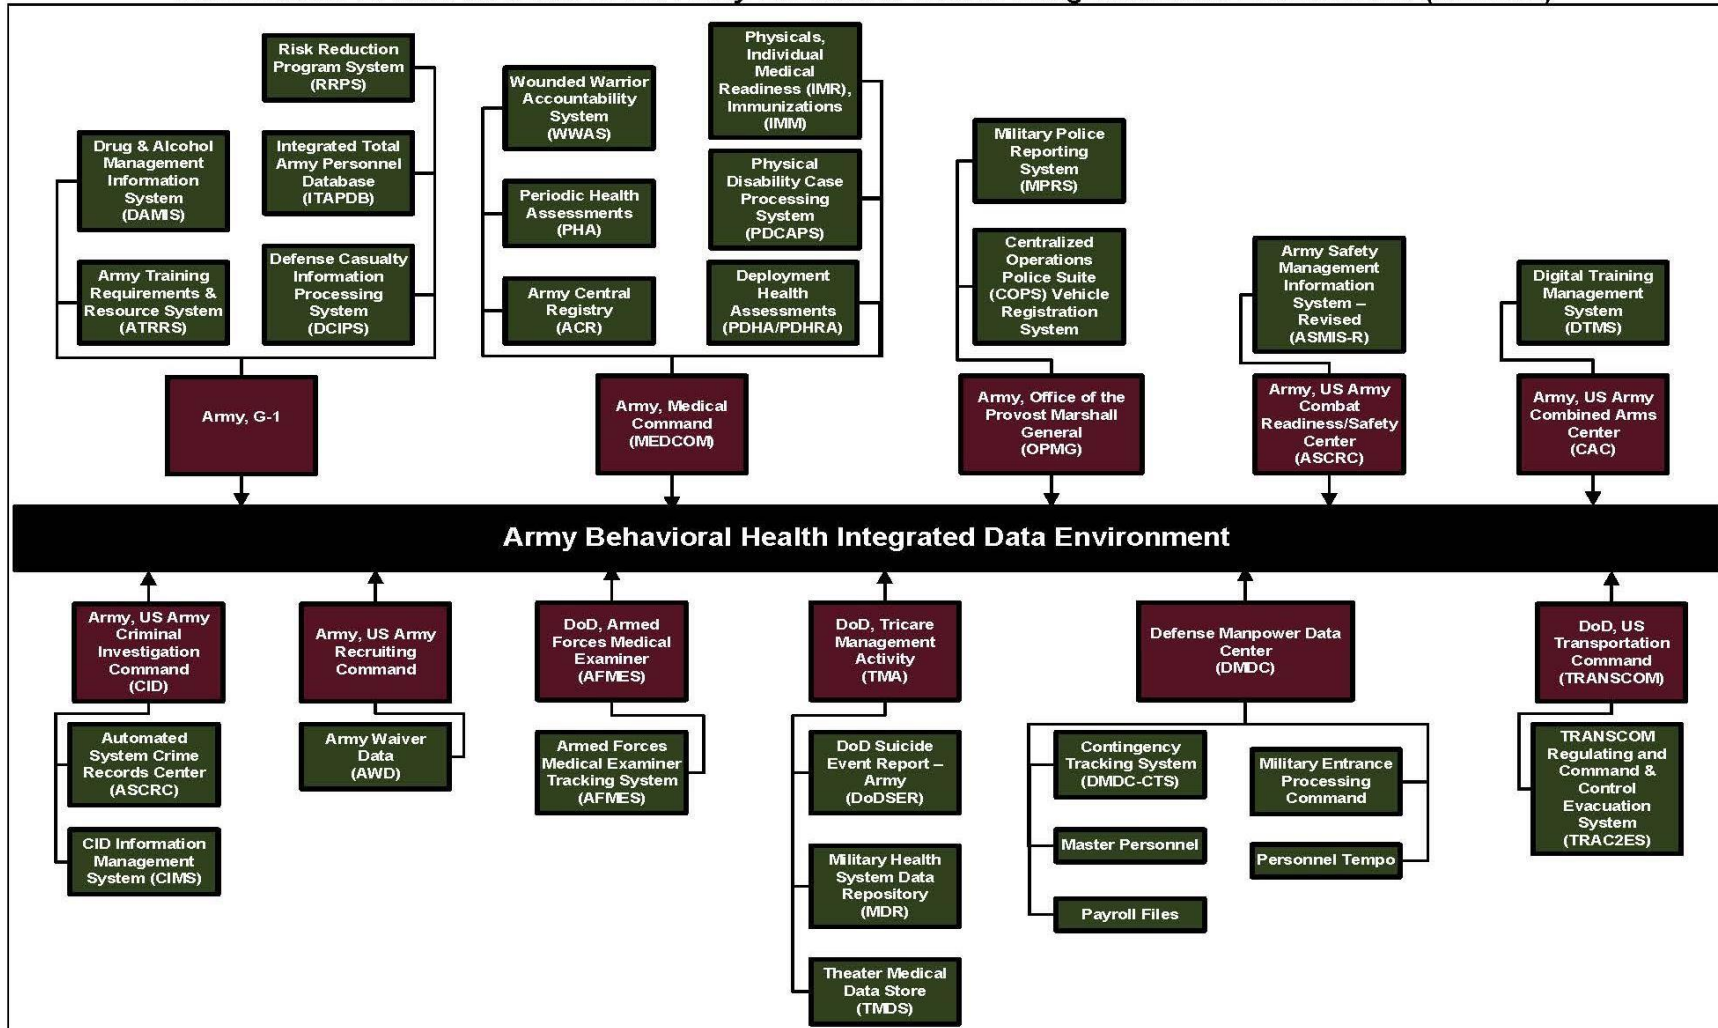 Risk Reduction
Program System
(RRPS)
Drug & Alcohol
Management
Information
System
(DAMIS)
Integrated Total
Army Personnel
Database
(ITAPDB)
Army Training
Requirements &
Resource System
(ATRRS)
Defense Casualty
Information
Processing
System
(DCIPS)
Wounded Warrior
Accountability
System
(WWAS)
Physicals,
Individual
Medical
Readiness (IMR),
Immunizations
(IMM)
Periodic Health
Assessments
(PHA)
Physical
Disability Case
Processing
System
(PDCAPS)
Army Central
Registry
(ACR)
Deployment
Health
Assessments
(PDHA/PDHRA)
Military Police
Reporting
System
(MPRS)
Centralized
Operations
Police Suite
(COPS) Vehicle
Registration
System
Army Safety
Management
Information
System –
Revised
(ASMIS-R)
Digital Training
Management
System
(DTMS)
Army, G-1
Army, Medical
Command
(MEDCOM)
Army, Office of the
Provost Marshall
General
(OPMG)
Army, US Army
Combat
Readiness/Safety
Center
(ASCRC)
Army, US Army
Combined Arms
Center
(CAC)
Army Behavioral Health Integrated Data Environment
Army, US Army
Criminal
Investigation
Command
(CID)
Army, US Army
Recruiting
Command
DoD, Armed
Forces Medical
Examiner
(AFMES)
DoD, Tricare
Management
Activity
(TMA)
Defense Manpower Data
Center
(DMDC)
DoD, US
Transportation
Command
(TRANSCOM)
Automated
System Crime
Records Center
(ASCRC)
CID Information
Management
System (CIMS)
Army Waiver
Data
(AWD)
Armed Forces
Medical Examiner
Tracking System
(AFMES)
DoD Suicide
Event Report –
Army
(DoDSER)
Military Health
System Data
Repository
(MDR)
Theater Medical
Data Store
(TMDS)
Contingency
Tracking System
(DMDC-CTS)
Military Entrance
Processing
Command
Master Personnel
Personnel Tempo
Payroll Files
TRANSCOM
Regulating and
Command &
Control
Evacuation
System
(TRAC2ES)